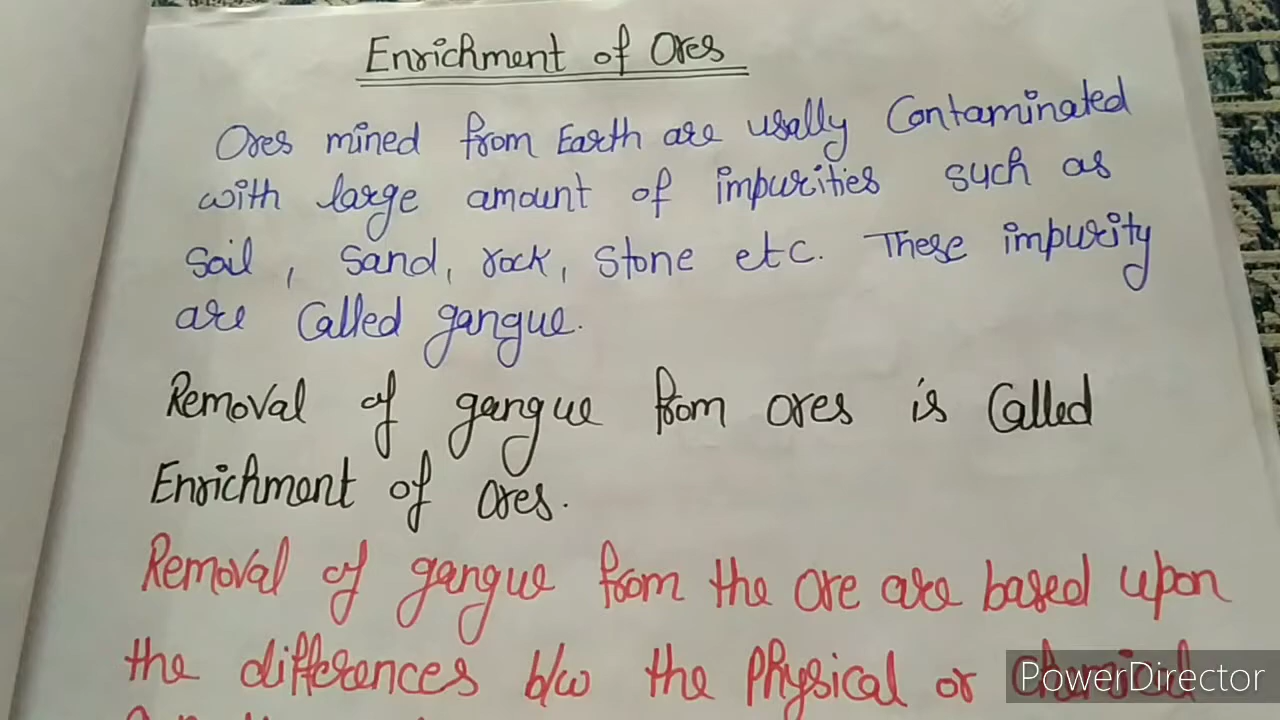 Enrichment of Ores
Ores mined from Earth are usally Contaminated
with large amount of impurities such as
Soil, Sand, rock, Stone etc. These impurity
are Called gangue.
Removal of gangue from ores is Called
Enrichment of ores.
Removal of gangue from the ore are based upon
the differences b/w the Physical or Chemical
PowerDirector